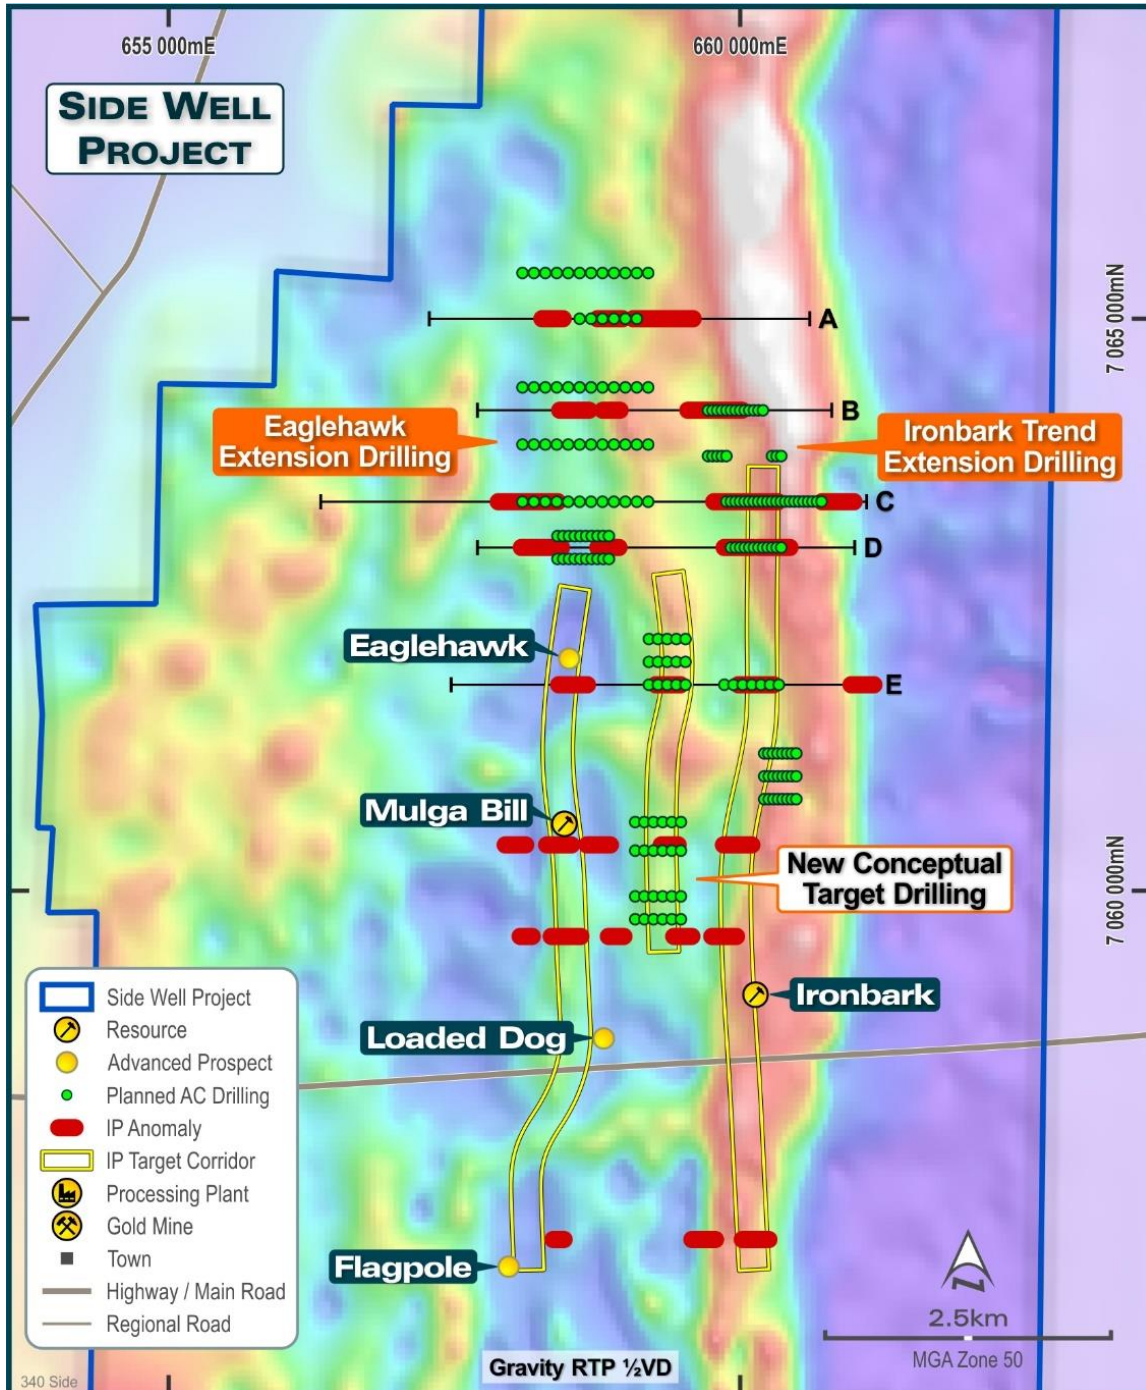 655 000mE
660 000mE
SIDE WELL
PROJECT
7 065 000mN
A
B
Eaglehawk
Extension Drilling
Ironbark Trend
Extension Drilling
C
D
Eaglehawk
E
Mulga Bill
New Conceptual
Target Drilling
7 060 000mN
Ironbark
Loaded Dog
Flagpole
Side Well Project
Resource
Advanced Prospect
Planned AC Drilling
IP Anomaly
IP Target Corridor
Processing Plant
Gold Mine
Town
Highway / Main Road
Regional Road
N
2.5km
MGA Zone 50
Gravity RTP ½VD
340 Side